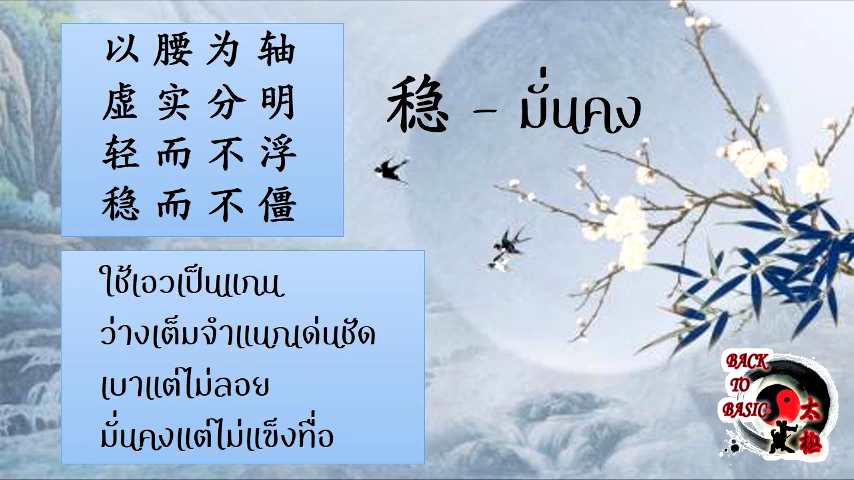 以腰为轴
虚实分明
轻而不浮
稳而不僵
稳 - มั่นคง
ใช้เอวเป็นแกน
ว่างเต็มจำแนกเด่นชัด
เบาแต่ไม่ลอย
มั่นคงแต่ไม่แข็งทื่อ
BACK
TO
BASIC
太极